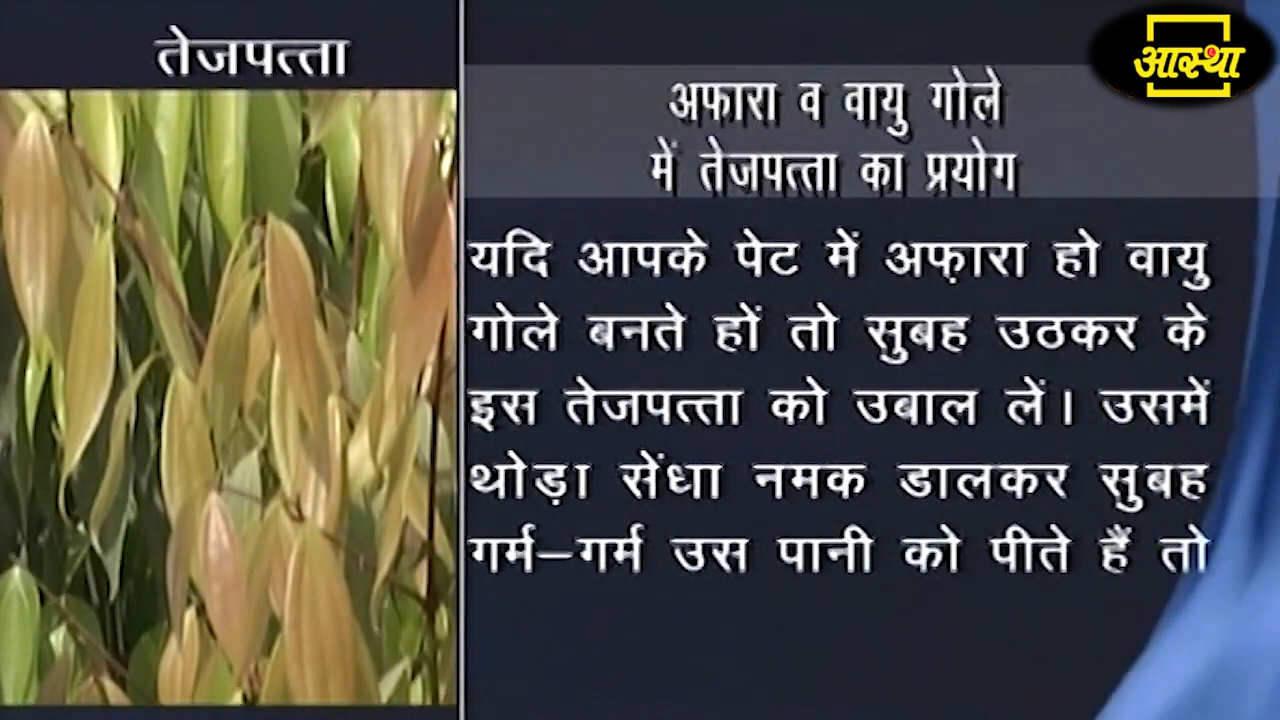 तेजपत्ता
आस्था
अफारा व वायु गोले
में तेजपत्ता का प्रयोग
यदि आपके पेट में अफ़ारा हो वायु
गोले बनते हों तो सुबह उठकर के
इस तेजपत्ता को उबाल लें। उसमें
थोड़ा सेंधा नमक डालकर सुबह
गर्म–गर्म उस पानी को पीते हैं तो